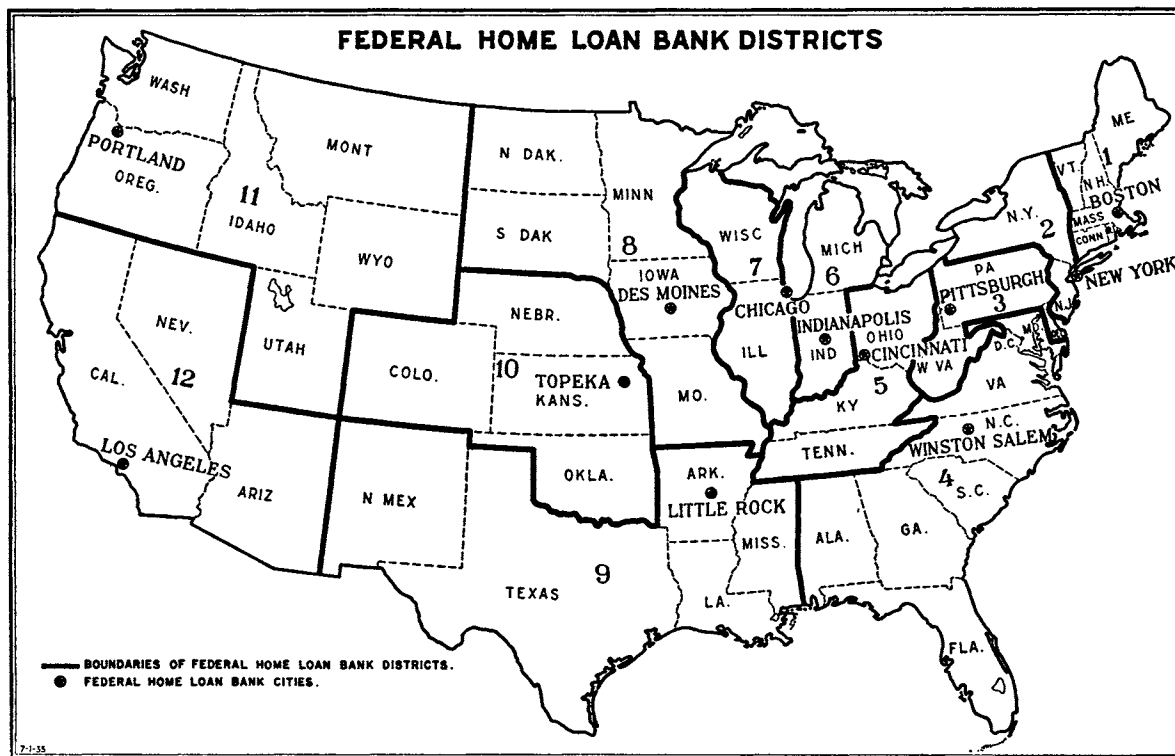 FEDERAL HOME LOAN BANK DISTRICTS
WASH
PORTLAND
OREG.
MONT
11
IDAHO
WYO
N DAK.
S DAK
MINN
8
IOWA
DES MOINES
WISC
7
MICH
6
CHICAGO
ILL
INDIANAPOLIS
IND
OHIO
CINCINNATI
5
KY
W VA
ME
VT.
1
N H.
BOSTON
MASS
CONN
N.Y.
2
NEW YORK
PA
PITTSBURGH
3
N.J.
MD.
D.C.
VA
NEV.
CAL.
12
UTAH
COLO.
NEBR.
10
TOPEKA
KANS.
MO.
LOS ANGELES
ARIZ
N MEX
OKLA.
ARK.
LITTLE ROCK
TENN.
N.C.
WINSTON SALEM
4
S.C.
MISS.
ALA.
GA.
TEXAS
9
LA.
FLA.
BOUNDARIES OF FEDERAL HOME LOAN BANK DISTRICTS.
FEDERAL HOME LOAN BANK CITIES.
7-1-35